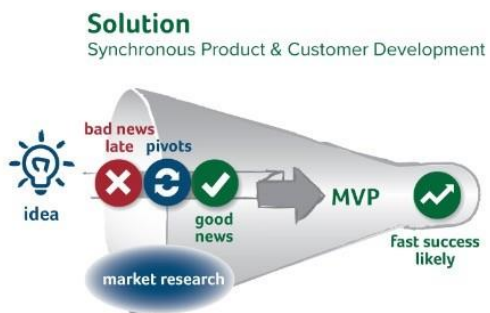 Solution
Synchronous Product & Customer Development
bad news
late
pivots
idea
good
news
MVP
fast success
likely
market research